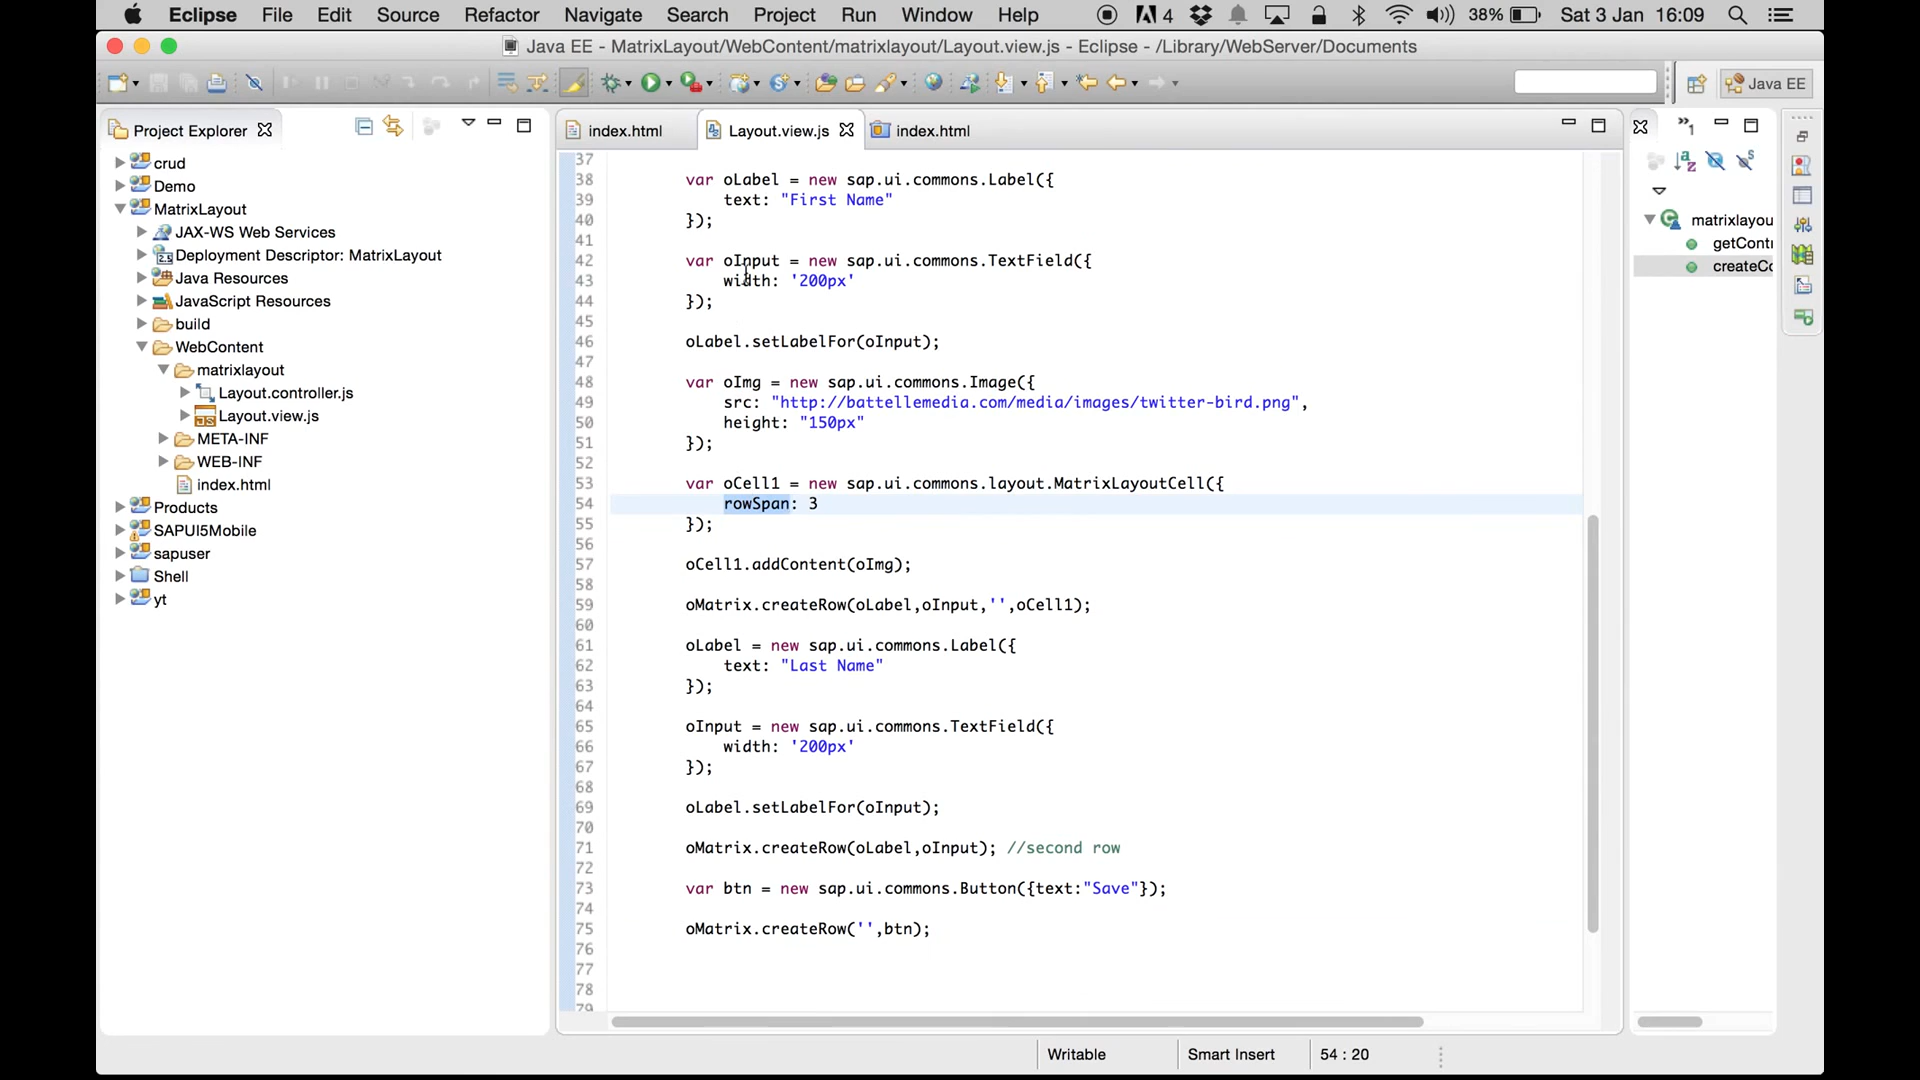 Eclipse File Edit Source Refactor Navigate Search Project Run Window Help 4 38% Sat 3 Jan 16:09
Java EE - MatrixLayout/WebContent/matrixlayout/Layout.view.js - Eclipse - /Library/WebServer/Documents
Java EE
Project Explorer
crud
Demo
MatrixLayout
JAX-WS Web Services
Deployment Descriptor: MatrixLayout
Java Resources
JavaScript Resources
build
WebContent
matrixlayout
Layout.controller.js
Layout.view.js
META-INF
WEB-INF
index.html
Products
SAPUI5Mobile
sapuser
Shell
yt
index.html Layout.view.js index.html
37
38 var oLabel = new sap.ui.commons.Label({
39 text: "First Name"
40 });
41
42 var oInput = new sap.ui.commons.TextField({
43 width: '200px'
44 });
45
46 oLabel.setLabelFor(oInput);
47
48 var oImg = new sap.ui.commons.Image({
49 src: "http://battellemedia.com/media/images/twitter-bird.png",
50 height: "150px"
51 });
52
53 var oCell1 = new sap.ui.commons.layout.MatrixLayoutCell({
54 rowSpan: 3
55 });
56
57 oCell1.addContent(oImg);
58
59 oMatrix.createRow(oLabel,oInput,'',oCell1);
60
61 oLabel = new sap.ui.commons.Label({
62 text: "Last Name"
63 });
64
65 oInput = new sap.ui.commons.TextField({
66 width: '200px'
67 });
68
69 oLabel.setLabelFor(oInput);
70
71 oMatrix.createRow(oLabel,oInput); //second row
72
73 var btn = new sap.ui.commons.Button({text:"Save"});
74
75 oMatrix.createRow('',btn);
76
77
78
79
»1
matrixlayou
getContr
createCo
Writable Smart Insert 54 : 20